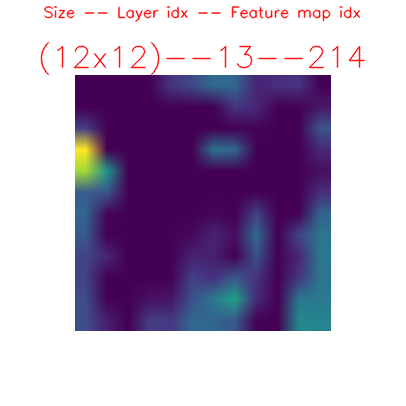 Size -- Layer idx -- Feature map idx
(12x12)--13--214